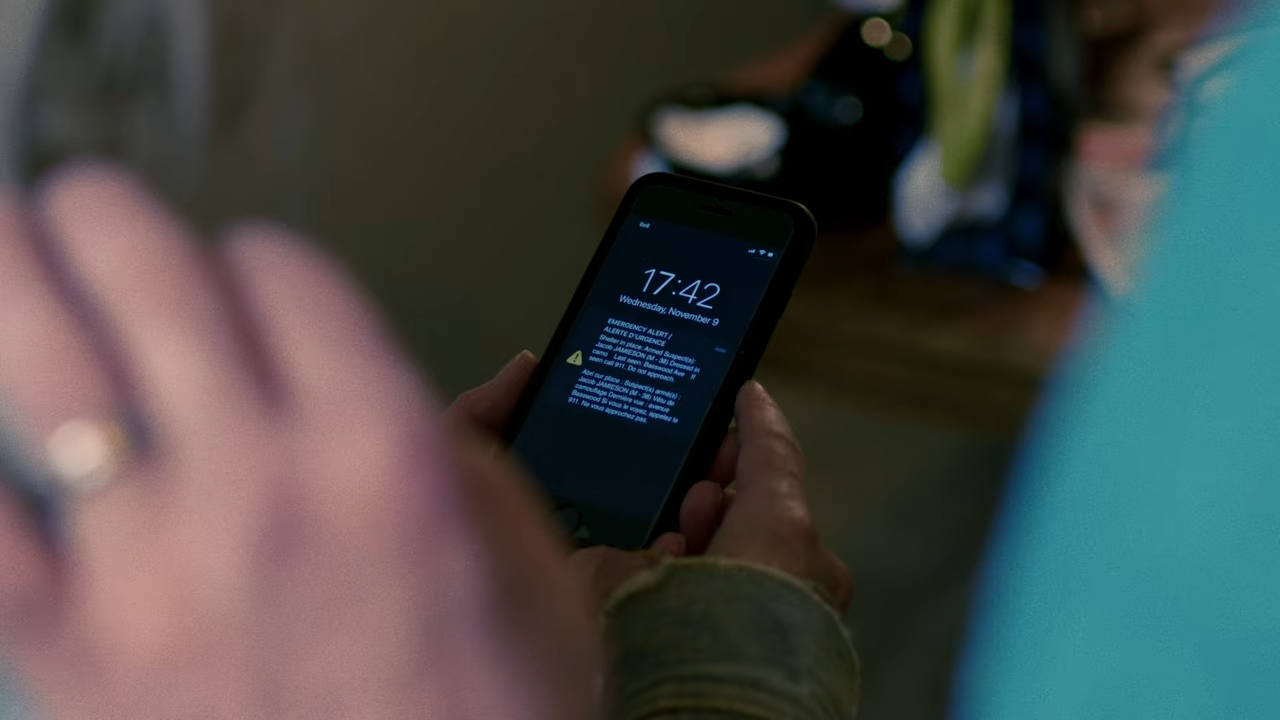 Bell
17:42
Wednesday, November 9
EMERGENCY ALERT /
ALERTE D'URGENCE
Shelter in place: Armed Suspect(s):
Jacob JAMIESON (M - 38) Dressed in
camo Last seen: Basswood Ave If
seen call 911. Do not approach.
Abri sur place : Suspect(s) armé(s) :
Jacob JAMIESON (M - 38) Vêtu de
camouflage Dernière vue : avenue
Basswood Si vous le voyez, appelez le
911. Ne vous approchez pas.